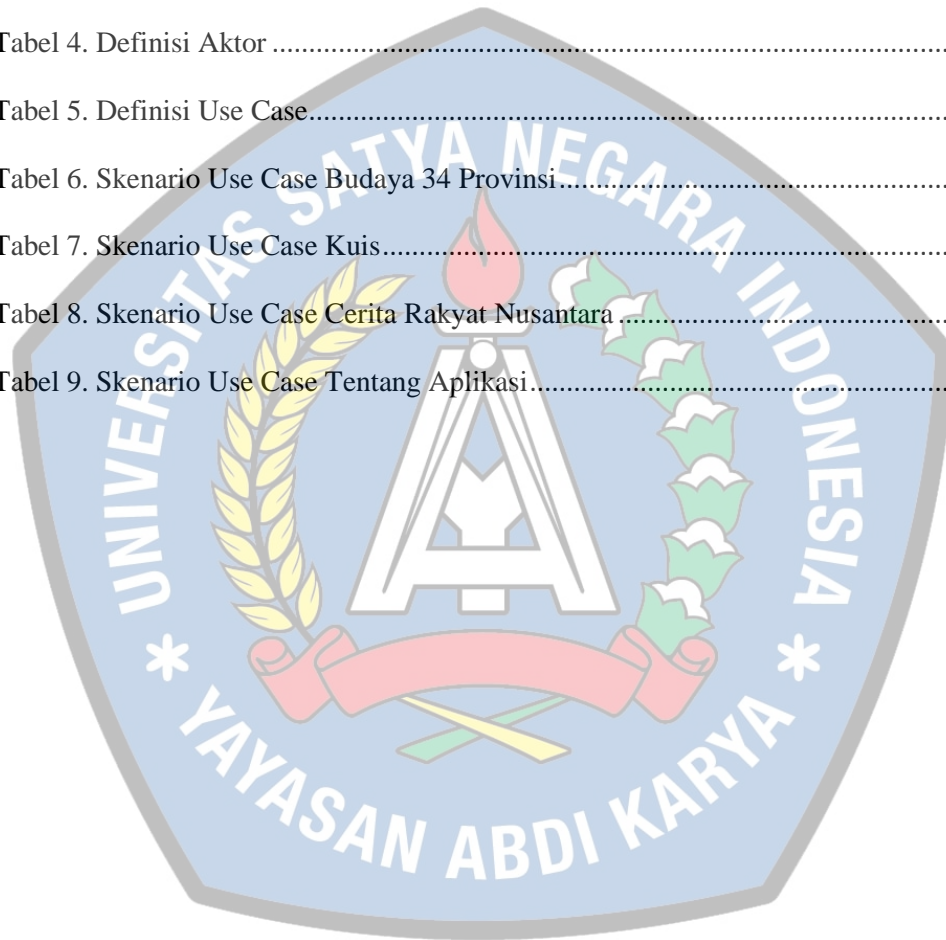 Tabel 4. Definisi Aktor ..........................................................................................
Tabel 5. Definisi Use Case.....................................................................................
Tabel 6. Skenario Use Case Budaya 34 Provinsi....................................................
Tabel 7. Skenario Use Case Kuis...........................................................................
Tabel 8. Skenario Use Case Cerita Rakyat Nusantara ............................................
Tabel 9. Skenario Use Case Tentang Aplikasi........................................................
UNIVERSITAS SATYA NEGARA INDONESIA
* YAYASAN ABDI KARYA *